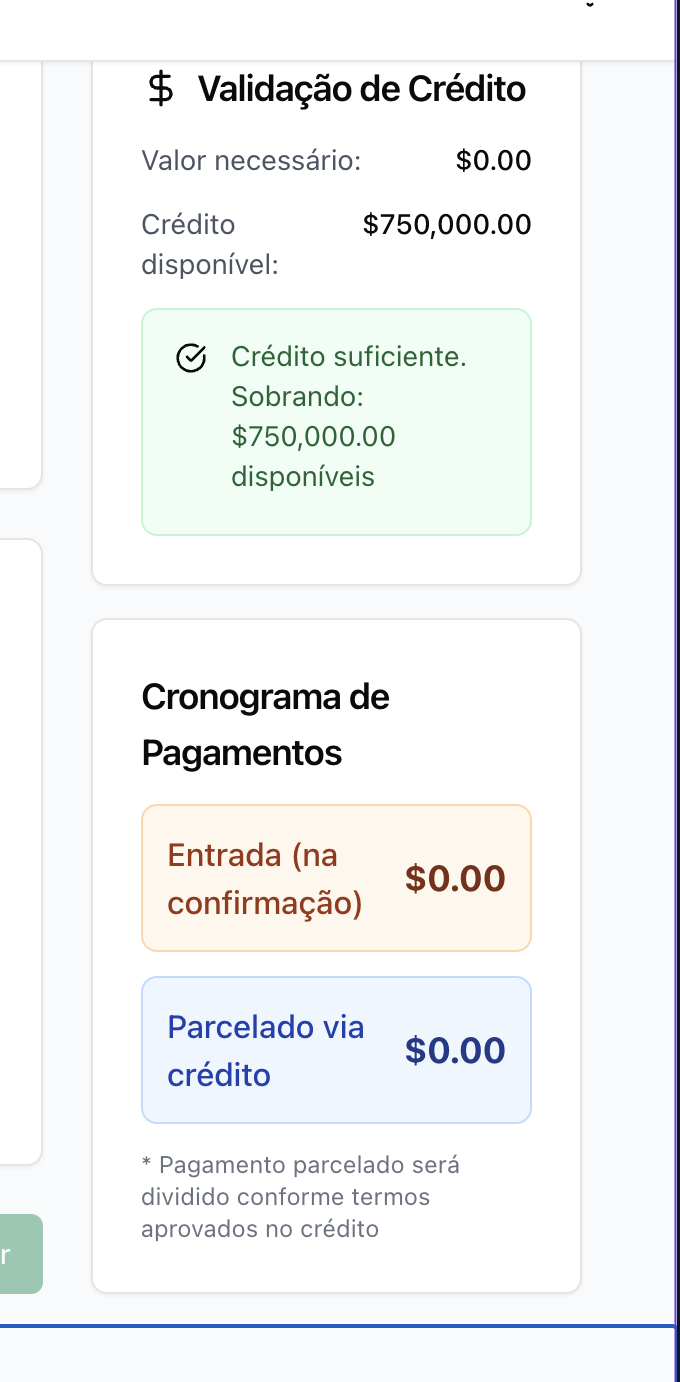 Validação de Crédito
Valor necessário: $0.00
Crédito $750,000.00
disponível:
Crédito suficiente.
Sobrando:
$750,000.00
disponíveis
Cronograma de
Pagamentos
Entrada (na
confirmação)
$0.00
Parcelado via
crédito
$0.00
* Pagamento parcelado será
dividido conforme termos
aprovados no crédito
r